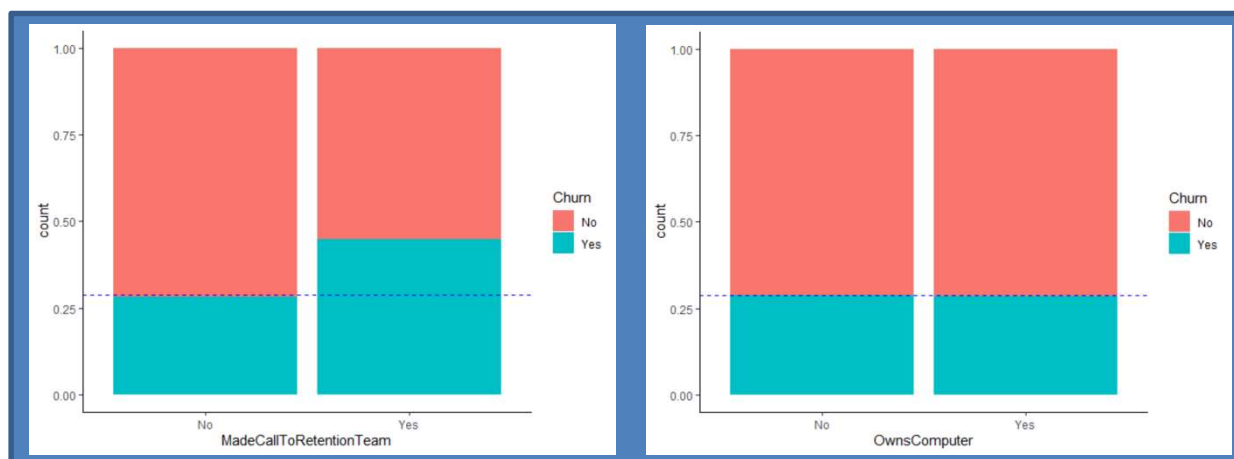 1.00
0.75
0.50
0.25
0.00
count
No
Yes
MadeCallToRetentionTeam
Churn
No
Yes
1.00
0.75
0.50
0.25
0.00
count
No
Yes
OwnsComputer
Churn
No
Yes